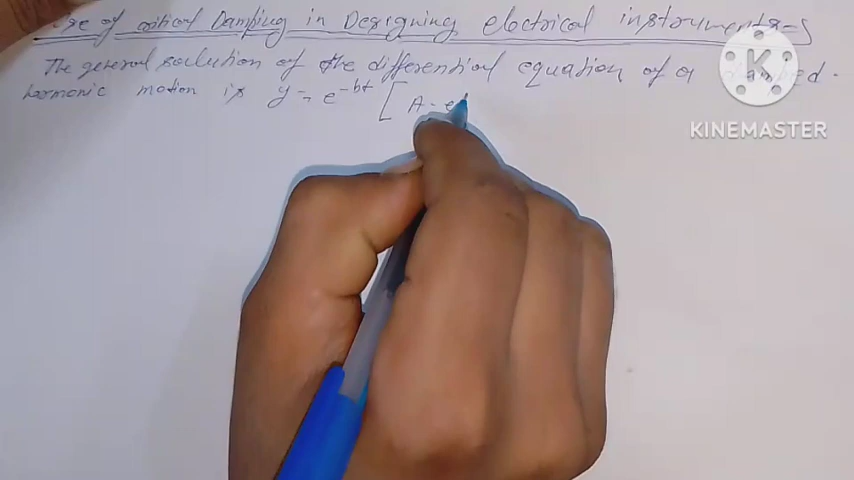 use of critical Damping in Designing electrical instruments:-
The general solution of the differential equation of a damped
harmonic motion is y = e^-bt [ A - e
K
KINEMASTER